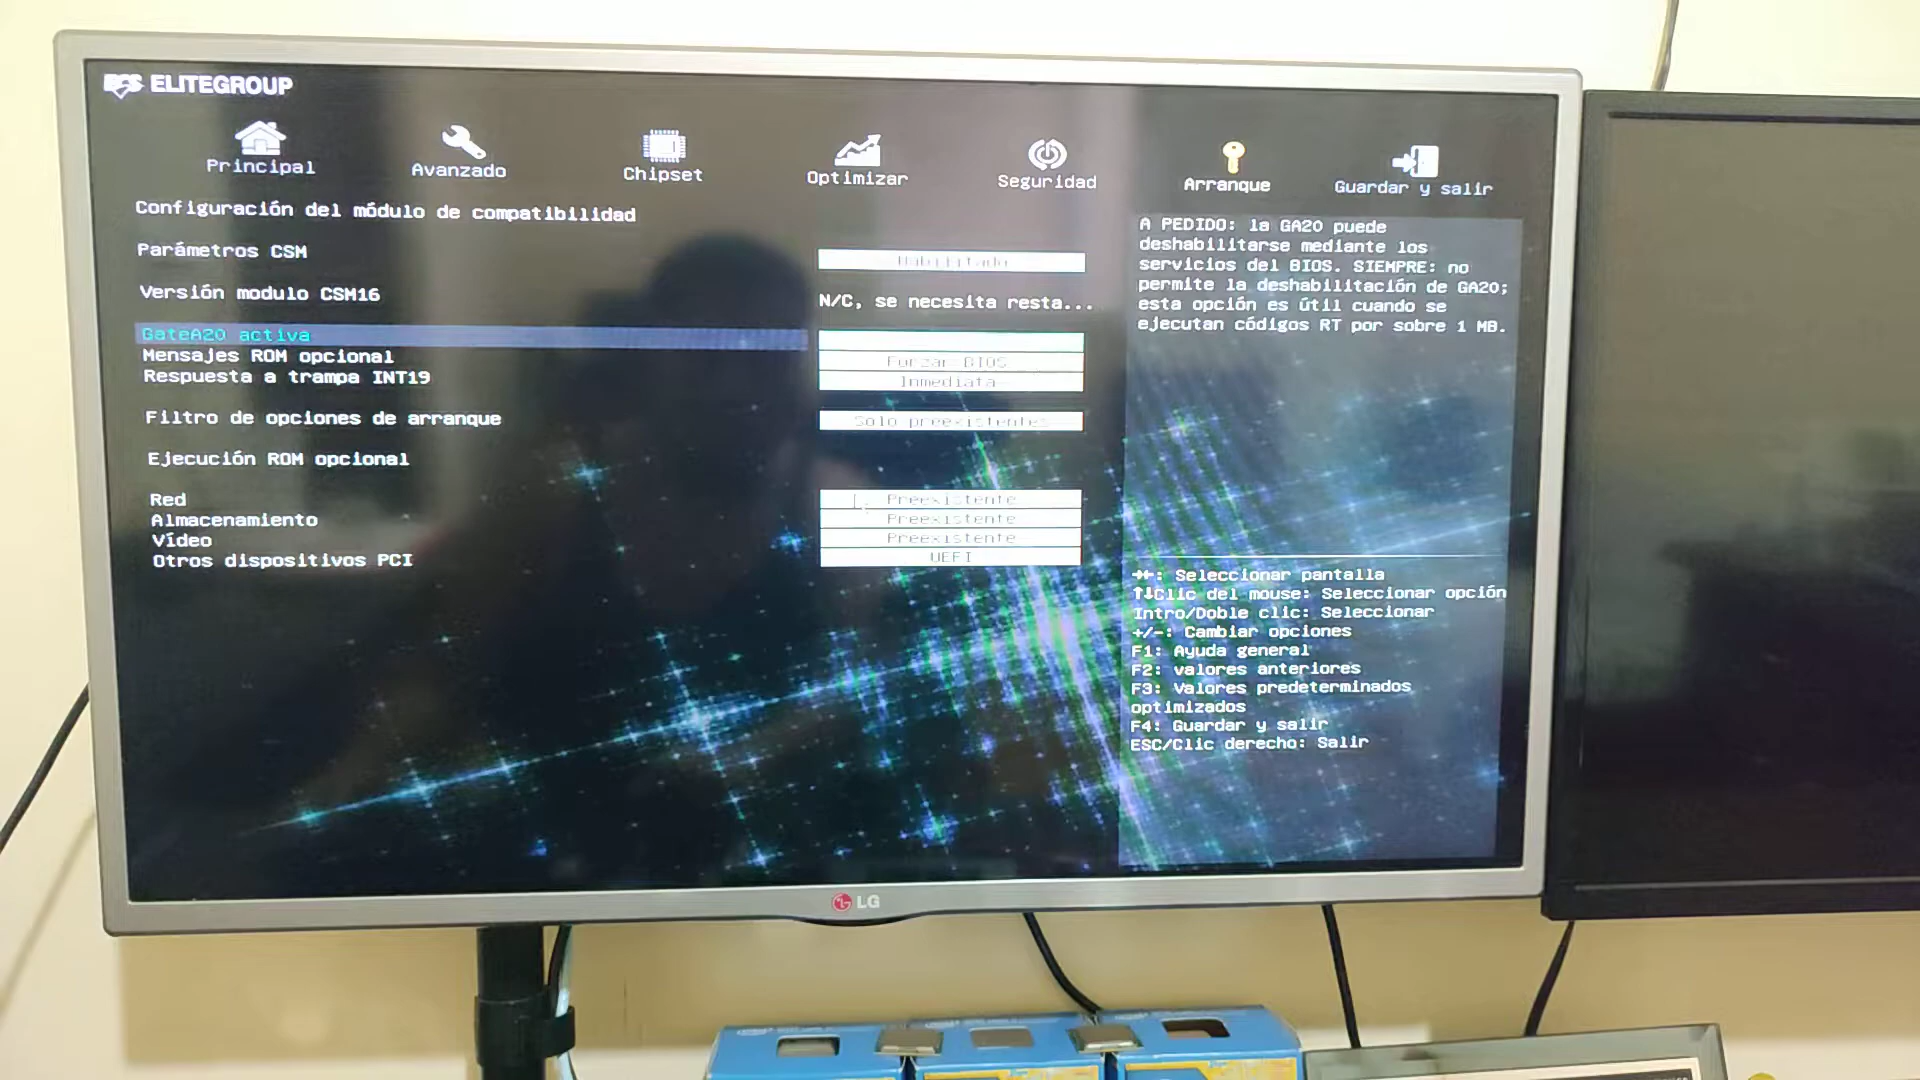 ECS ELITEGROUP
Principal
Avanzado
Chipset
Optimizar
Seguridad
Arranque
Guardar y salir
Configuración del módulo de compatibilidad
Parámetros CSM
Habilitado
Versión modulo CSM16
N/C, se necesita resta...
GateA20 activa
Mensajes ROM opcional
Forzar BIOS
Respuesta a trampa INT19
Inmediata
Filtro de opciones de arranque
Solo preexistentes
Ejecución ROM opcional
Red
Preexistente
Almacenamiento
Preexistente
Vídeo
Preexistente
Otros dispositivos PCI
UEFI
A PEDIDO: la GA20 puede
deshabilitarse mediante los
servicios del BIOS. SIEMPRE: no
permite la deshabilitación de GA20;
esta opción es útil cuando se
ejecutan códigos RT por sobre 1 MB.
→←: Seleccionar pantalla
↑↓Clic del mouse: Seleccionar opción
Intro/Doble clic: Seleccionar
+/-: Cambiar opciones
F1: Ayuda general
F2: valores anteriores
F3: Valores predeterminados
optimizados
F4: Guardar y salir
ESC/Clic derecho: Salir
LG